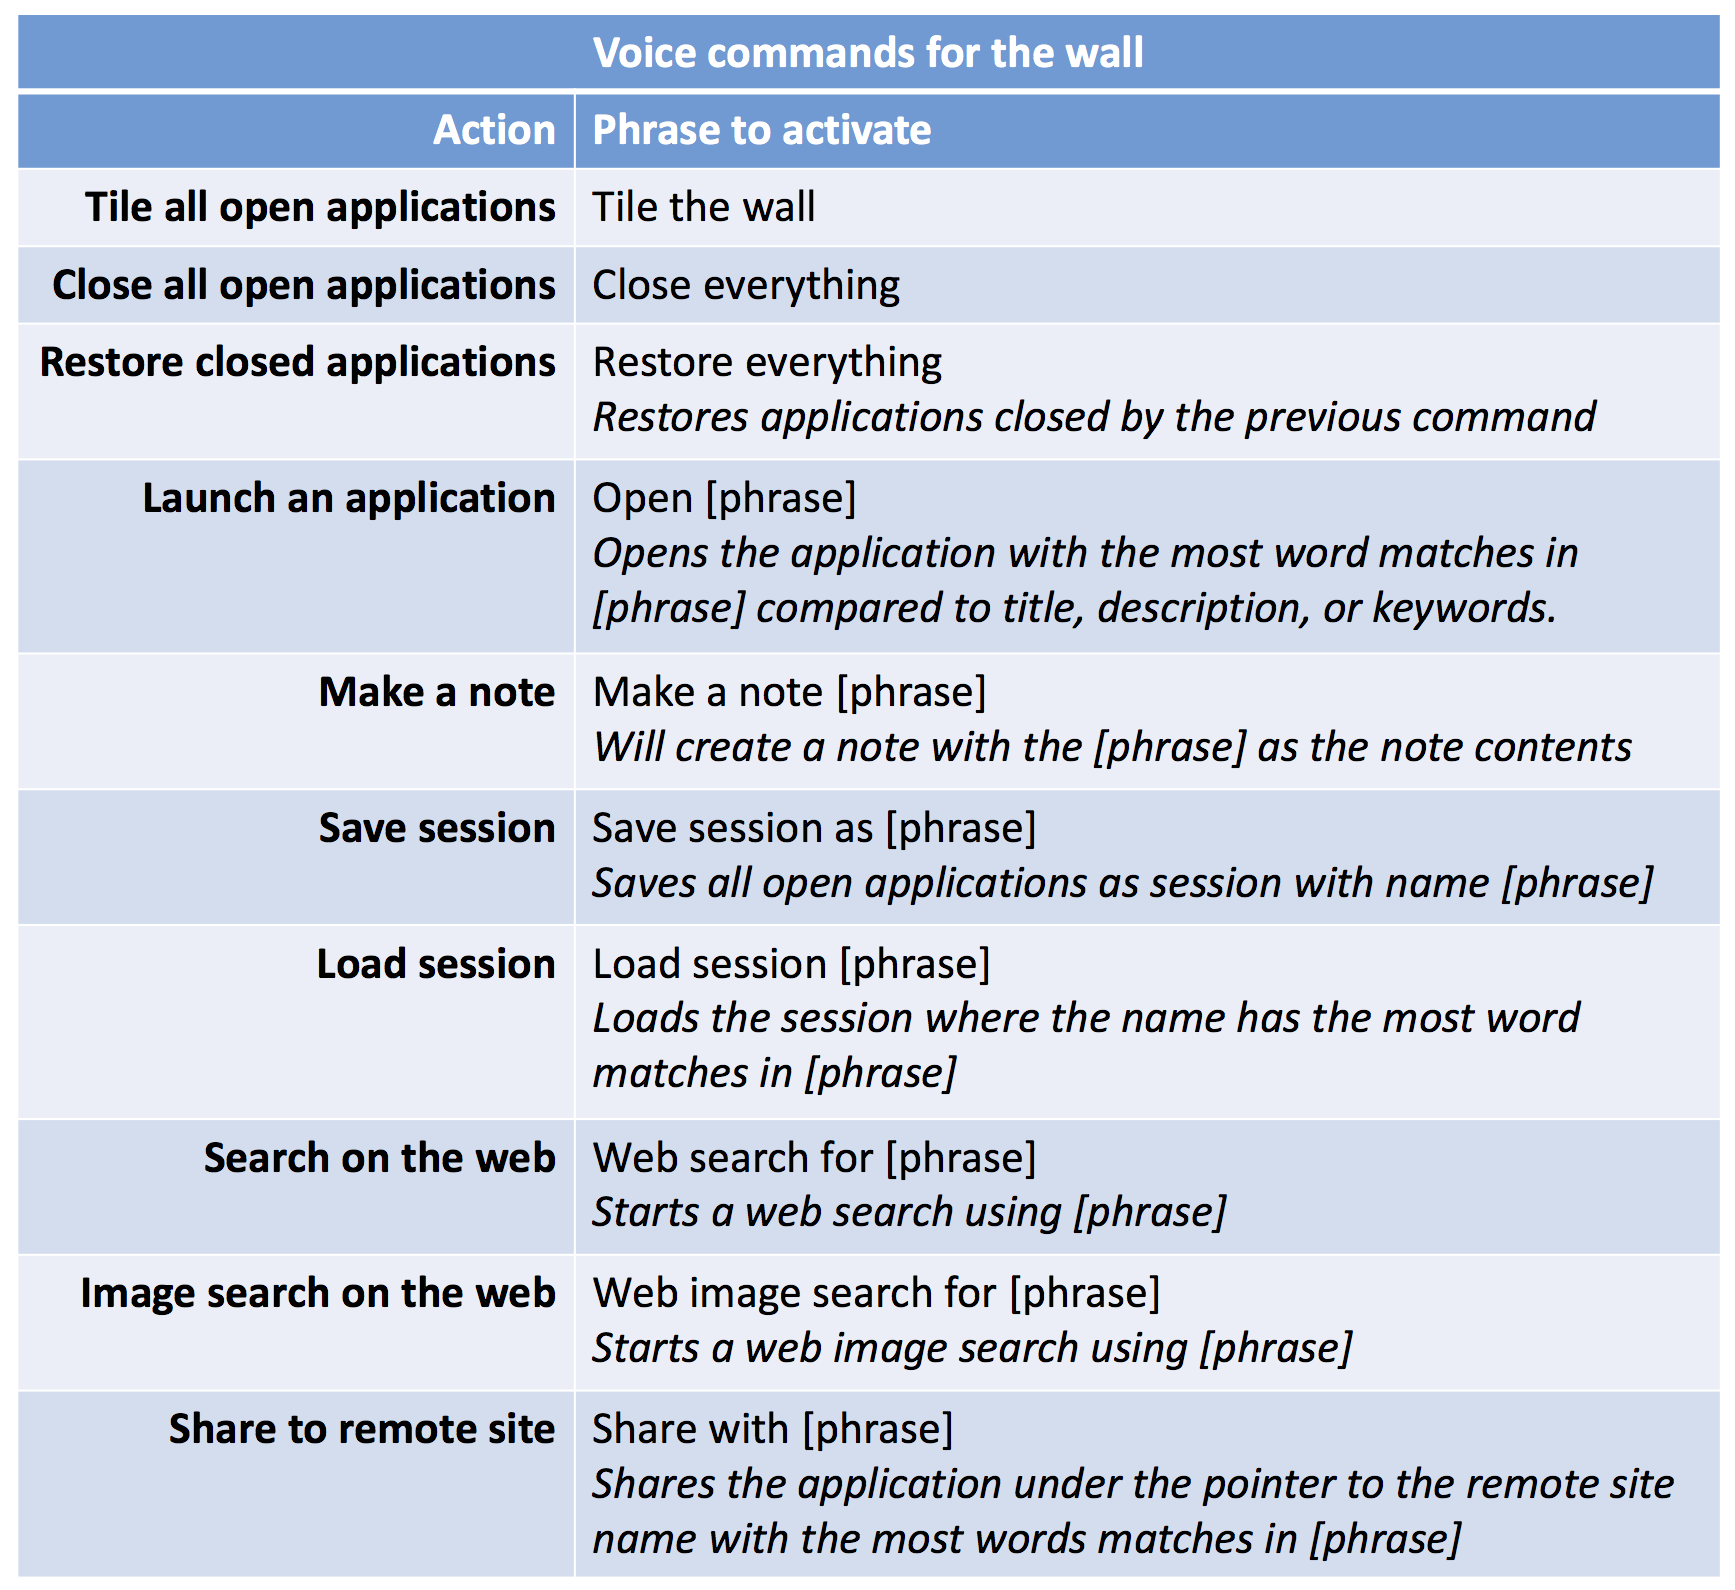 Voice commands for the wall
Action Phrase to activate
Tile all open applications Tile the wall
Close all open applications Close everything
Restore closed applications Restore everything
Restores applications closed by the previous command
Launch an application Open [phrase]
Opens the application with the most word matches in
[phrase] compared to title, description, or keywords.
Make a note Make a note [phrase]
Will create a note with the [phrase] as the note contents
Save session Save session as [phrase]
Saves all open applications as session with name [phrase]
Load session Load session [phrase]
Loads the session where the name has the most word
matches in [phrase]
Search on the web Web search for [phrase]
Starts a web search using [phrase]
Image search on the web Web image search for [phrase]
Starts a web image search using [phrase]
Share to remote site Share with [phrase]
Shares the application under the pointer to the remote site
name with the most words matches in [phrase]